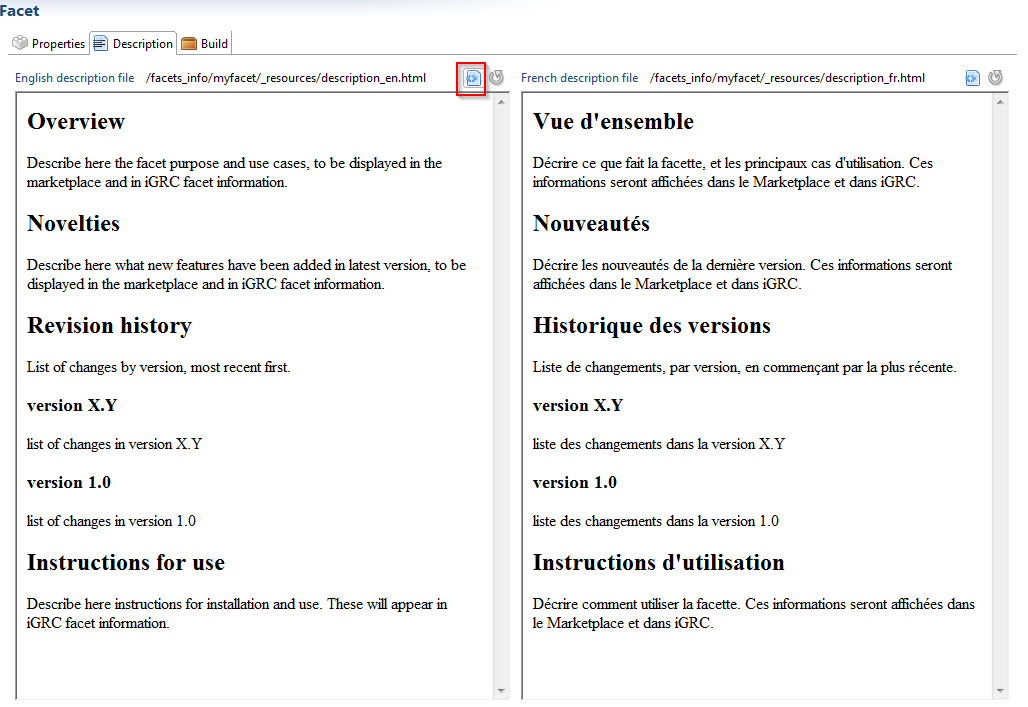 Facet
Properties Description Build
English description file /facets_info/myfacet/_resources/description_en.html
Overview
Describe here the facet purpose and use cases, to be displayed in the
marketplace and in iGRC facet information.
Novelties
Describe here what new features have been added in latest version, to be
displayed in the marketplace and in iGRC facet information.
Revision history
List of changes by version, most recent first.
version X.Y
list of changes in version X.Y
version 1.0
list of changes in version 1.0
Instructions for use
Describe here instructions for installation and use. These will appear in
iGRC facet information.
French description file /facets_info/myfacet/_resources/description_fr.html
Vue d'ensemble
Décrire ce que fait la facette, et les principaux cas d'utilisation. Ces
informations seront affichées dans le Marketplace et dans iGRC.
Nouveautés
Décrire les nouveautés de la dernière version. Ces informations seront
affichées dans le Marketplace et dans iGRC.
Historique des versions
Liste de changements, par version, en commençant par la plus récente.
version X.Y
liste des changements dans la version X.Y
version 1.0
liste des changements dans la version 1.0
Instructions d'utilisation
Décrire comment utiliser la facette. Ces informations seront affichées dans
le Marketplace et dans iGRC.